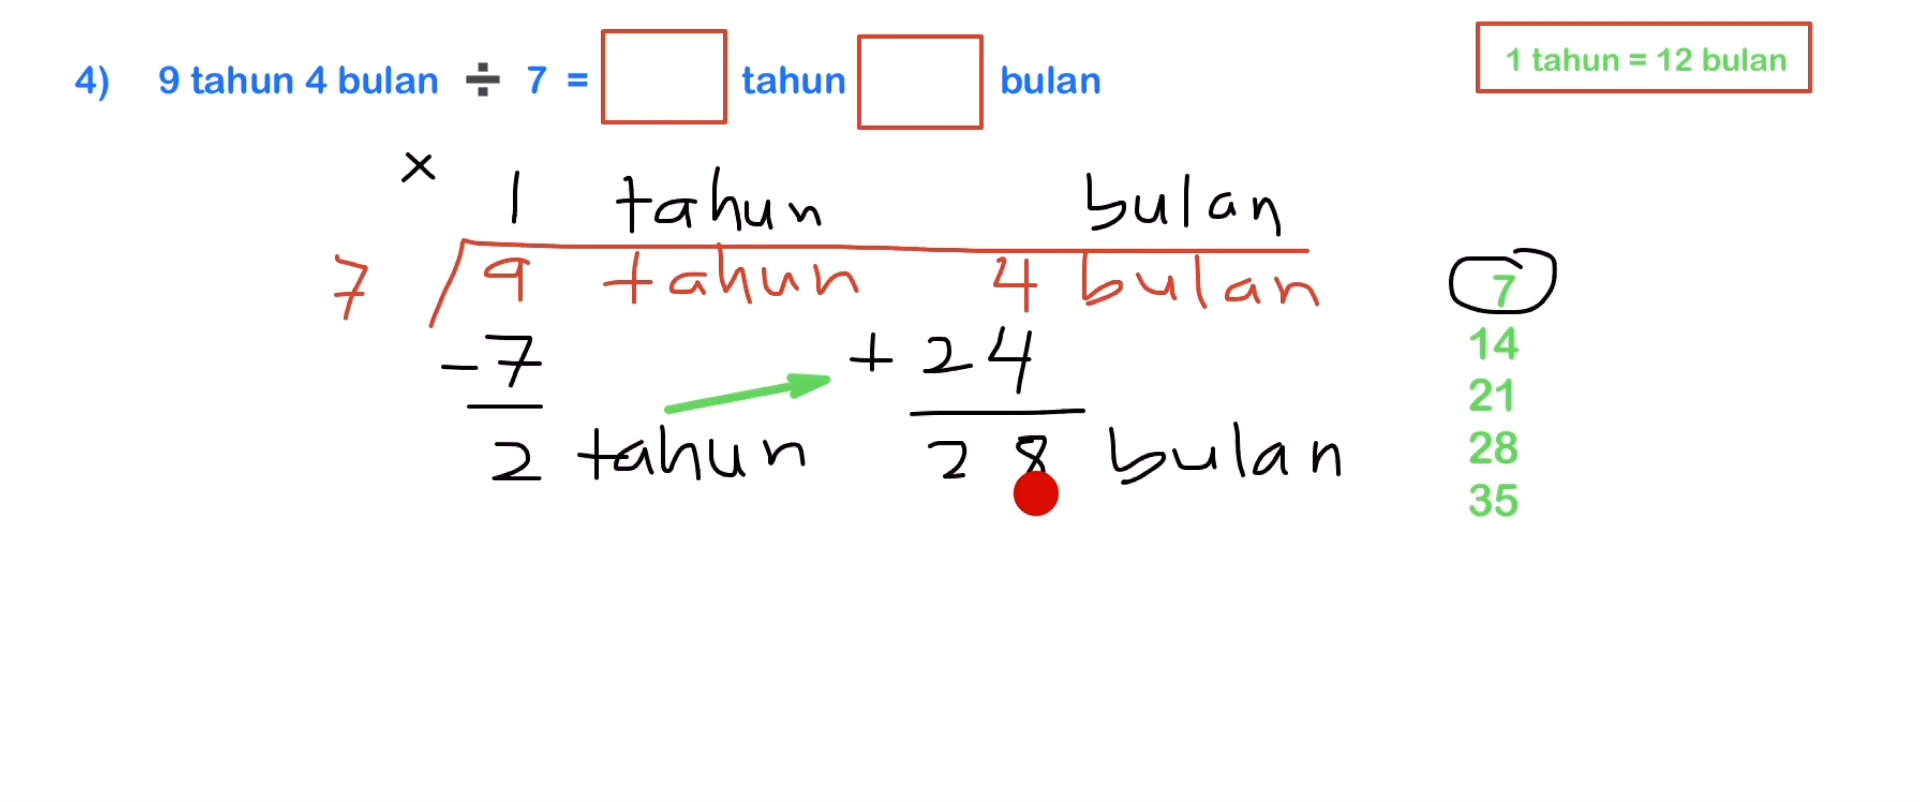 4) 9 tahun 4 bulan ÷ 7 = tahun bulan
1 tahun = 12 bulan
× 1 tahun bulan
7 9 tahun 4 bulan
-7 + 24
2 tahun 28 bulan
7
14
21
28
35